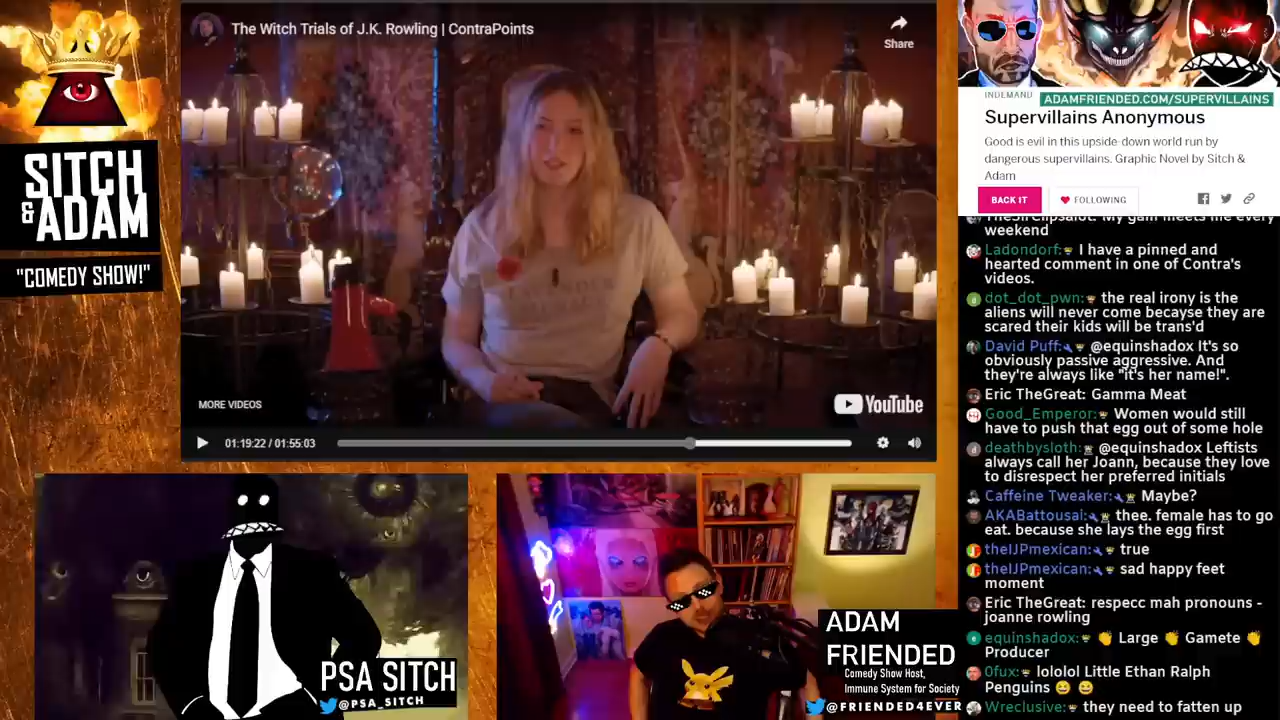 The Witch Trials of J.K. Rowling | ContraPoints
Share
MORE VIDEOS
YouTube
01:19:22 / 01:55:03
SITCH
& ADAM
"COMEDY SHOW!"
PSA SITCH
@PSA_SITCH
ADAM
FRIENDED
Comedy Show Host,
Immune System for Society
@FRIENDED4EVER
INDEMAND
ADAMFRIENDED.COM/SUPERVILLAINS
Supervillains Anonymous
Good is evil in this upside-down world run by
dangerous supervillains. Graphic Novel by Sitch &
Adam
BACK IT
FOLLOWING
TheSirClipsalot: My gam meets me every
weekend
Ladondorf: I have a pinned and
hearted comment in one of Contra's
videos.
dot_dot_pwn: the real irony is the
aliens will never come becayse they are
scared their kids will be trans'd
David Puff: @equinshadox It's so
obviously passive aggressive. And
they're always like "it's her name!".
Eric TheGreat: Gamma Meat
Good_Emperor: Women would still
have to push that egg out of some hole
deathbysloth: @equinshadox Leftists
always call her Joann, because they love
to disrespect her preferred initials
Caffeine Tweaker: Maybe?
AKABattousai: thee. female has to go
eat. because she lays the egg first
theIJPmexican: true
theIJPmexican: sad happy feet
moment
Eric TheGreat: respecc mah pronouns -
joanne rowling
equinshadox: 👏 Large 👏 Gamete 👏
Producer
0fux: lololol Little Ethan Ralph
Penguins 😆 😆
Wreclusive: they need to fatten up